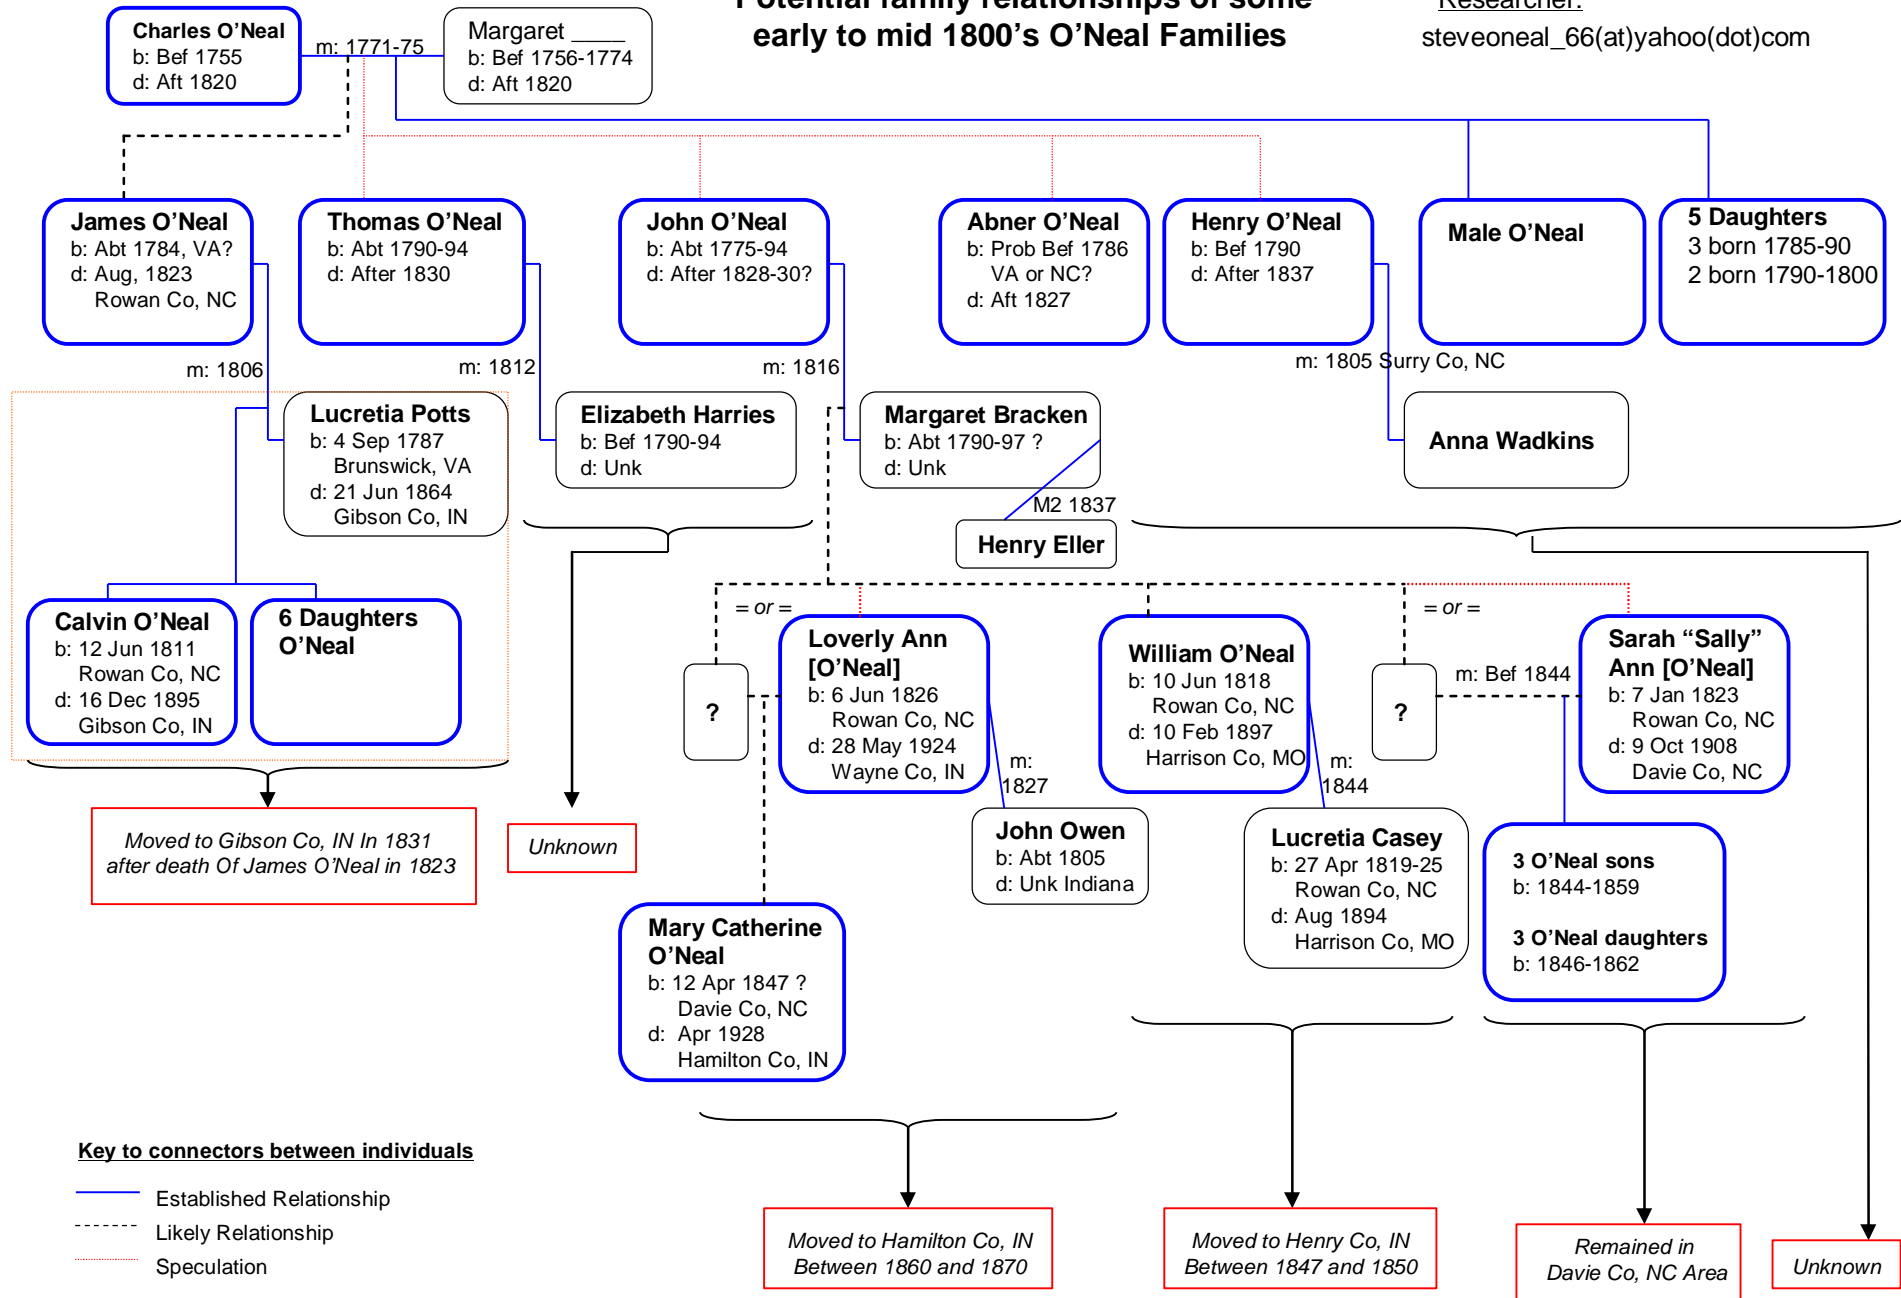 Potential family relationships of some
early to mid 1800's O'Neal Families
Researcher:
steveoneal_66(at)yahoo(dot)com
Charles O'Neal
b: Bef 1755
d: Aft 1820
m: 1771-75
Margaret ____
b: Bef 1756-1774
d: Aft 1820
James O'Neal
b: Abt 1784, VA?
d: Aug, 1823
Rowan Co, NC
Thomas O'Neal
b: Abt 1790-94
d: After 1830
John O'Neal
b: Abt 1775-94
d: After 1828-30?
Abner O'Neal
b: Prob Bef 1786
VA or NC?
d: Aft 1827
Henry O'Neal
b: Bef 1790
d: After 1837
Male O'Neal
5 Daughters
3 born 1785-90
2 born 1790-1800
m: 1806
m: 1812
m: 1816
m: 1805 Surry Co, NC
Lucretia Potts
b: 4 Sep 1787
Brunswick, VA
d: 21 Jun 1864
Gibson Co, IN
Elizabeth Harries
b: Bef 1790-94
d: Unk
Margaret Bracken
b: Abt 1790-97 ?
d: Unk
Anna Wadkins
M2 1837
Henry Eller
Calvin O'Neal
b: 12 Jun 1811
Rowan Co, NC
d: 16 Dec 1895
Gibson Co, IN
6 Daughters
O'Neal
= or =
?
Loverly Ann
[O'Neal]
b: 6 Jun 1826
Rowan Co, NC
d: 28 May 1924
Wayne Co, IN
William O'Neal
b: 10 Jun 1818
Rowan Co, NC
d: 10 Feb 1897
Harrison Co, MO
= or =
?
m: Bef 1844
Sarah “Sally”
Ann [O'Neal]
b: 7 Jan 1823
Rowan Co, NC
d: 9 Oct 1908
Davie Co, NC
m:
1827
m:
1844
Moved to Gibson Co, IN In 1831
after death Of James O'Neal in 1823
Unknown
John Owen
b: Abt 1805
d: Unk Indiana
Lucretia Casey
b: 27 Apr 1819-25
Rowan Co, NC
d: Aug 1894
Harrison Co, MO
3 O'Neal sons
b: 1844-1859
3 O'Neal daughters
b: 1846-1862
Mary Catherine
O'Neal
b: 12 Apr 1847 ?
Davie Co, NC
d: Apr 1928
Hamilton Co, IN
Key to connectors between individuals
Established Relationship
Likely Relationship
Speculation
Moved to Hamilton Co, IN
Between 1860 and 1870
Moved to Henry Co, IN
Between 1847 and 1850
Remained in
Davie Co, NC Area
Unknown